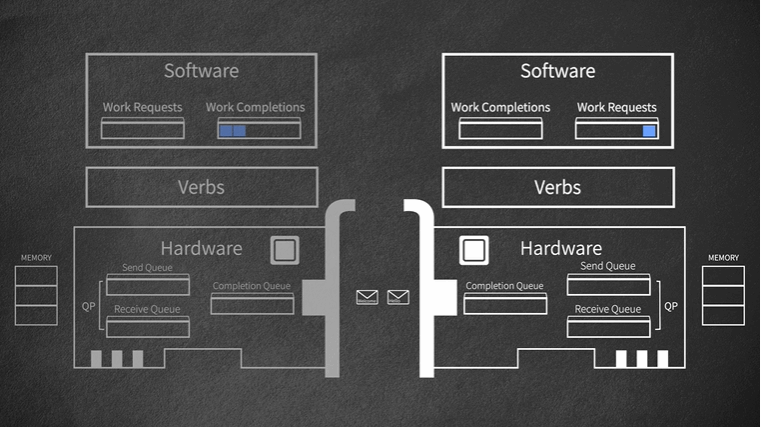 Software
Work Requests
Work Completions
Verbs
Hardware
MEMORY
Send Queue
Completion Queue
QP
Receive Queue
Software
Work Completions
Work Requests
Verbs
Hardware
MEMORY
Send Queue
Completion Queue
QP
Receive Queue